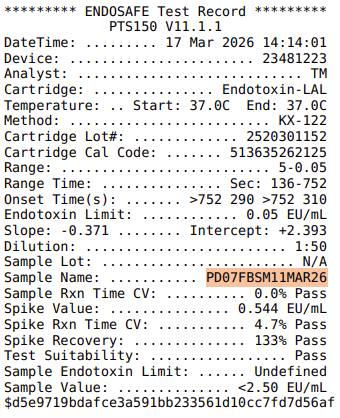 ********* ENDOSAFE Test Record *********
PTS150 V11.1.1
DateTime: ......... 17 Mar 2026 14:14:01
Device: ........................ 23481223
Analyst: ............................. TM
Cartridge: ................. Endotoxin-LAL
Temperature: .. Start: 37.0C End: 37.0C
Method: .......................... KX-122
Cartridge Lot#: ............. 2520301152
Cartridge Cal Code: ....... 513635262125
Range: ........................... 5-0.05
Range Time: ............... Sec: 136-752
Onset Time(s): ....... >752 290 >752 310
Endotoxin Limit: ............ 0.05 EU/mL
Slope: -0.371 ........ Intercept: +2.393
Dilution: .......................... 1:50
Sample Lot: ......................... N/A
Sample Name: ............ PD07FBSM11MAR26
Sample Rxn Time CV: .......... 0.0% Pass
Spike Value: ............... 0.544 EU/mL
Spike Rxn Time CV: ........... 4.7% Pass
Spike Recovery: .............. 133% Pass
Test Suitability: ................. Pass
Sample Endotoxin Limit: ...... Undefined
Sample Value: .............. <2.50 EU/mL
$d5e9719bdafce3a591bb233561d10cc7fd7d56af